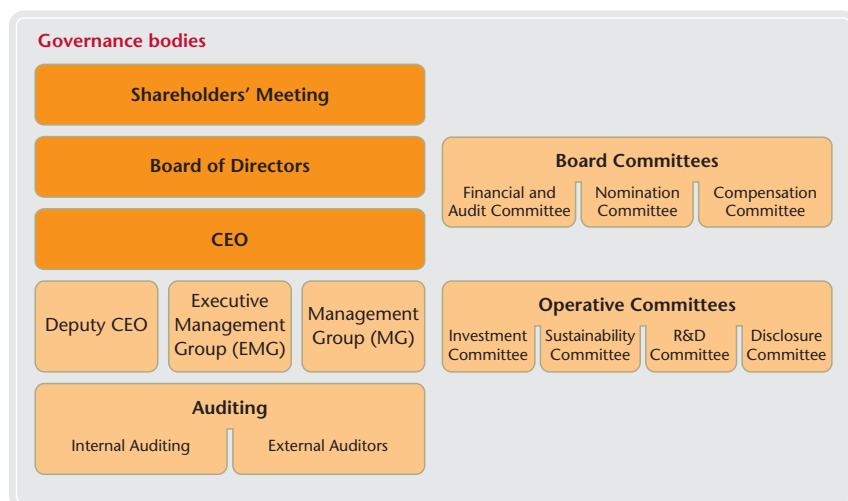 Governance bodies
Shareholders’ Meeting
Board of Directors
CEO
Deputy CEO
Executive
Management
Group (EMG)
Management
Group (MG)
Auditing
Internal Auditing
External Auditors
Board Committees
Financial and
Audit Committee
Nomination
Committee
Compensation
Committee
Operative Committees
Investment
Committee
Sustainability
Committee
R&D
Committee
Disclosure
Committee